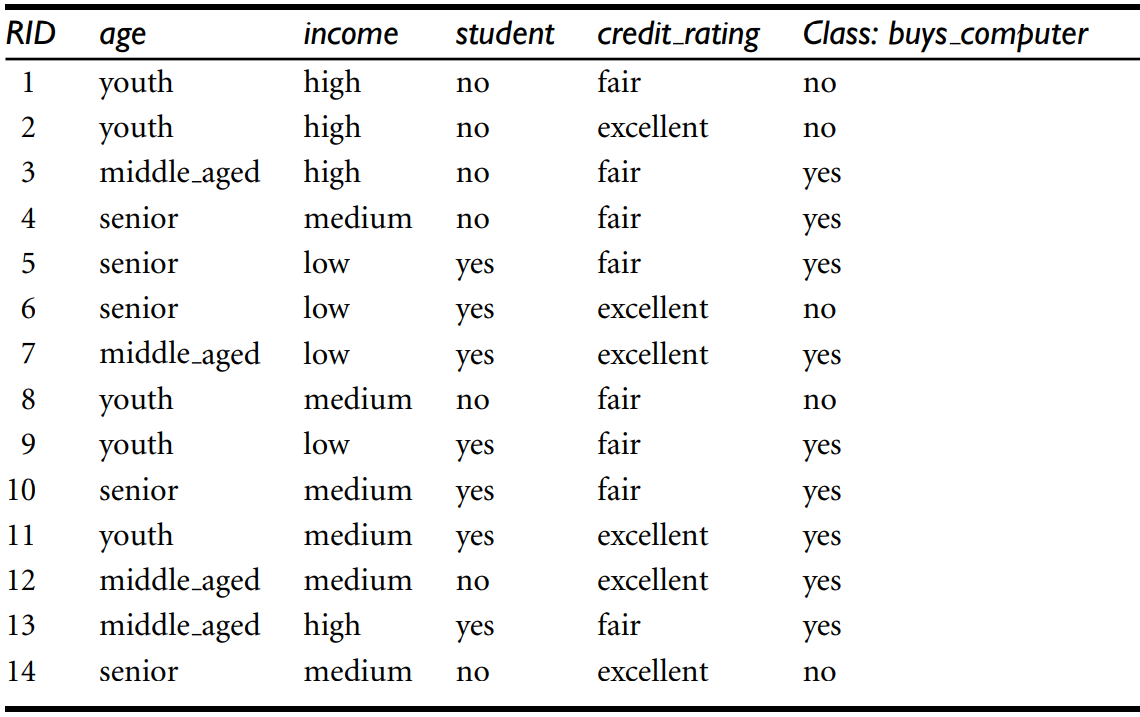 RID age income student credit_rating Class: buys_computer
1 youth high no fair no
2 youth high no excellent no
3 middle_aged high no fair yes
4 senior medium no fair yes
5 senior low yes fair yes
6 senior low yes excellent no
7 middle_aged low yes excellent yes
8 youth medium no fair no
9 youth low yes fair yes
10 senior medium yes fair yes
11 youth medium yes excellent yes
12 middle_aged medium no excellent yes
13 middle_aged high yes fair yes
14 senior medium no excellent no